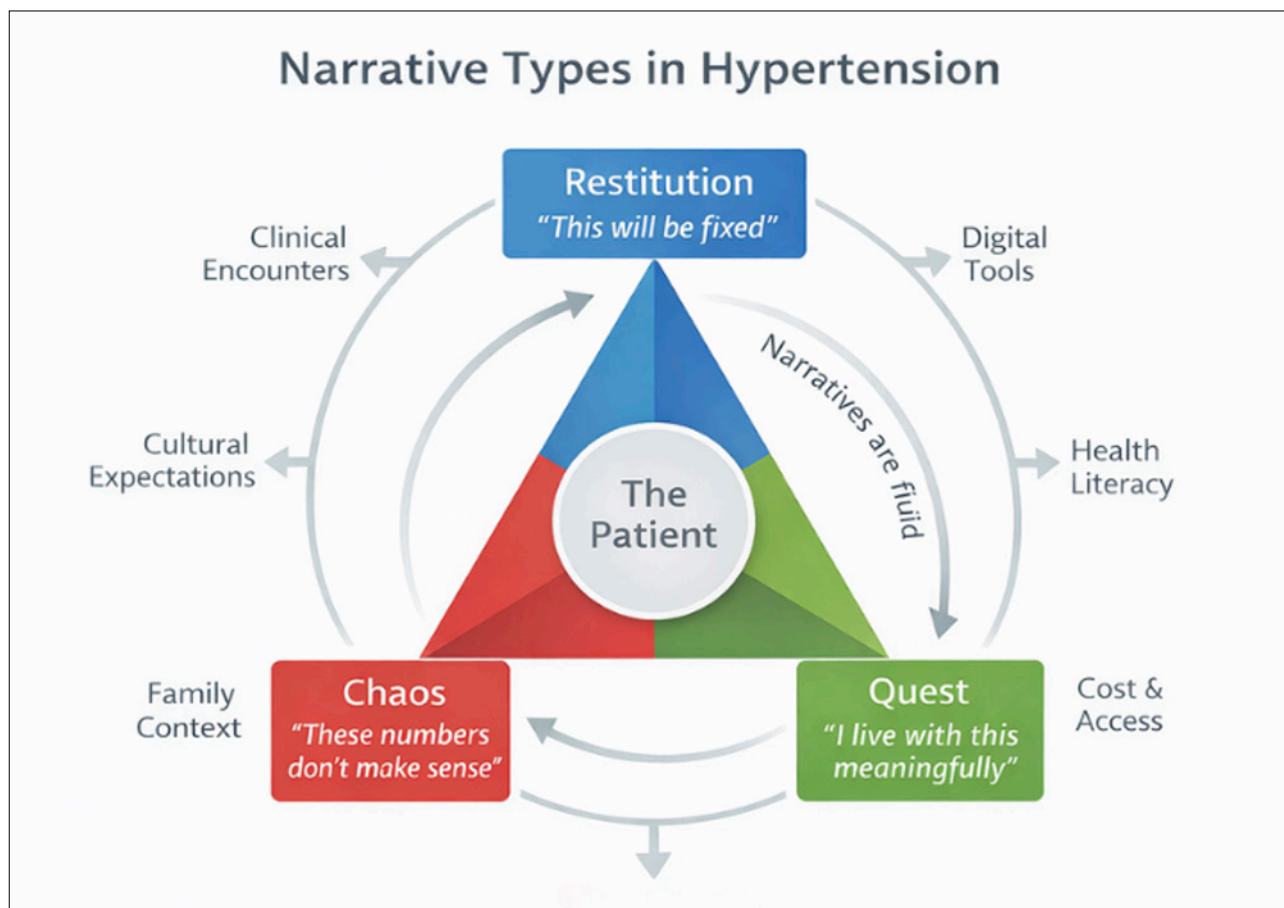 Narrative Types in Hypertension
Restitution
“This will be fixed”
Clinical
Encounters
Digital
Tools
Narratives are fiuid
Cultural
Expectations
The
Patient
Health
Literacy
Family
Context
Chaos
“These numbers
don’t make sense”
Quest
“I live with this
meaningfully”
Cost &
Access